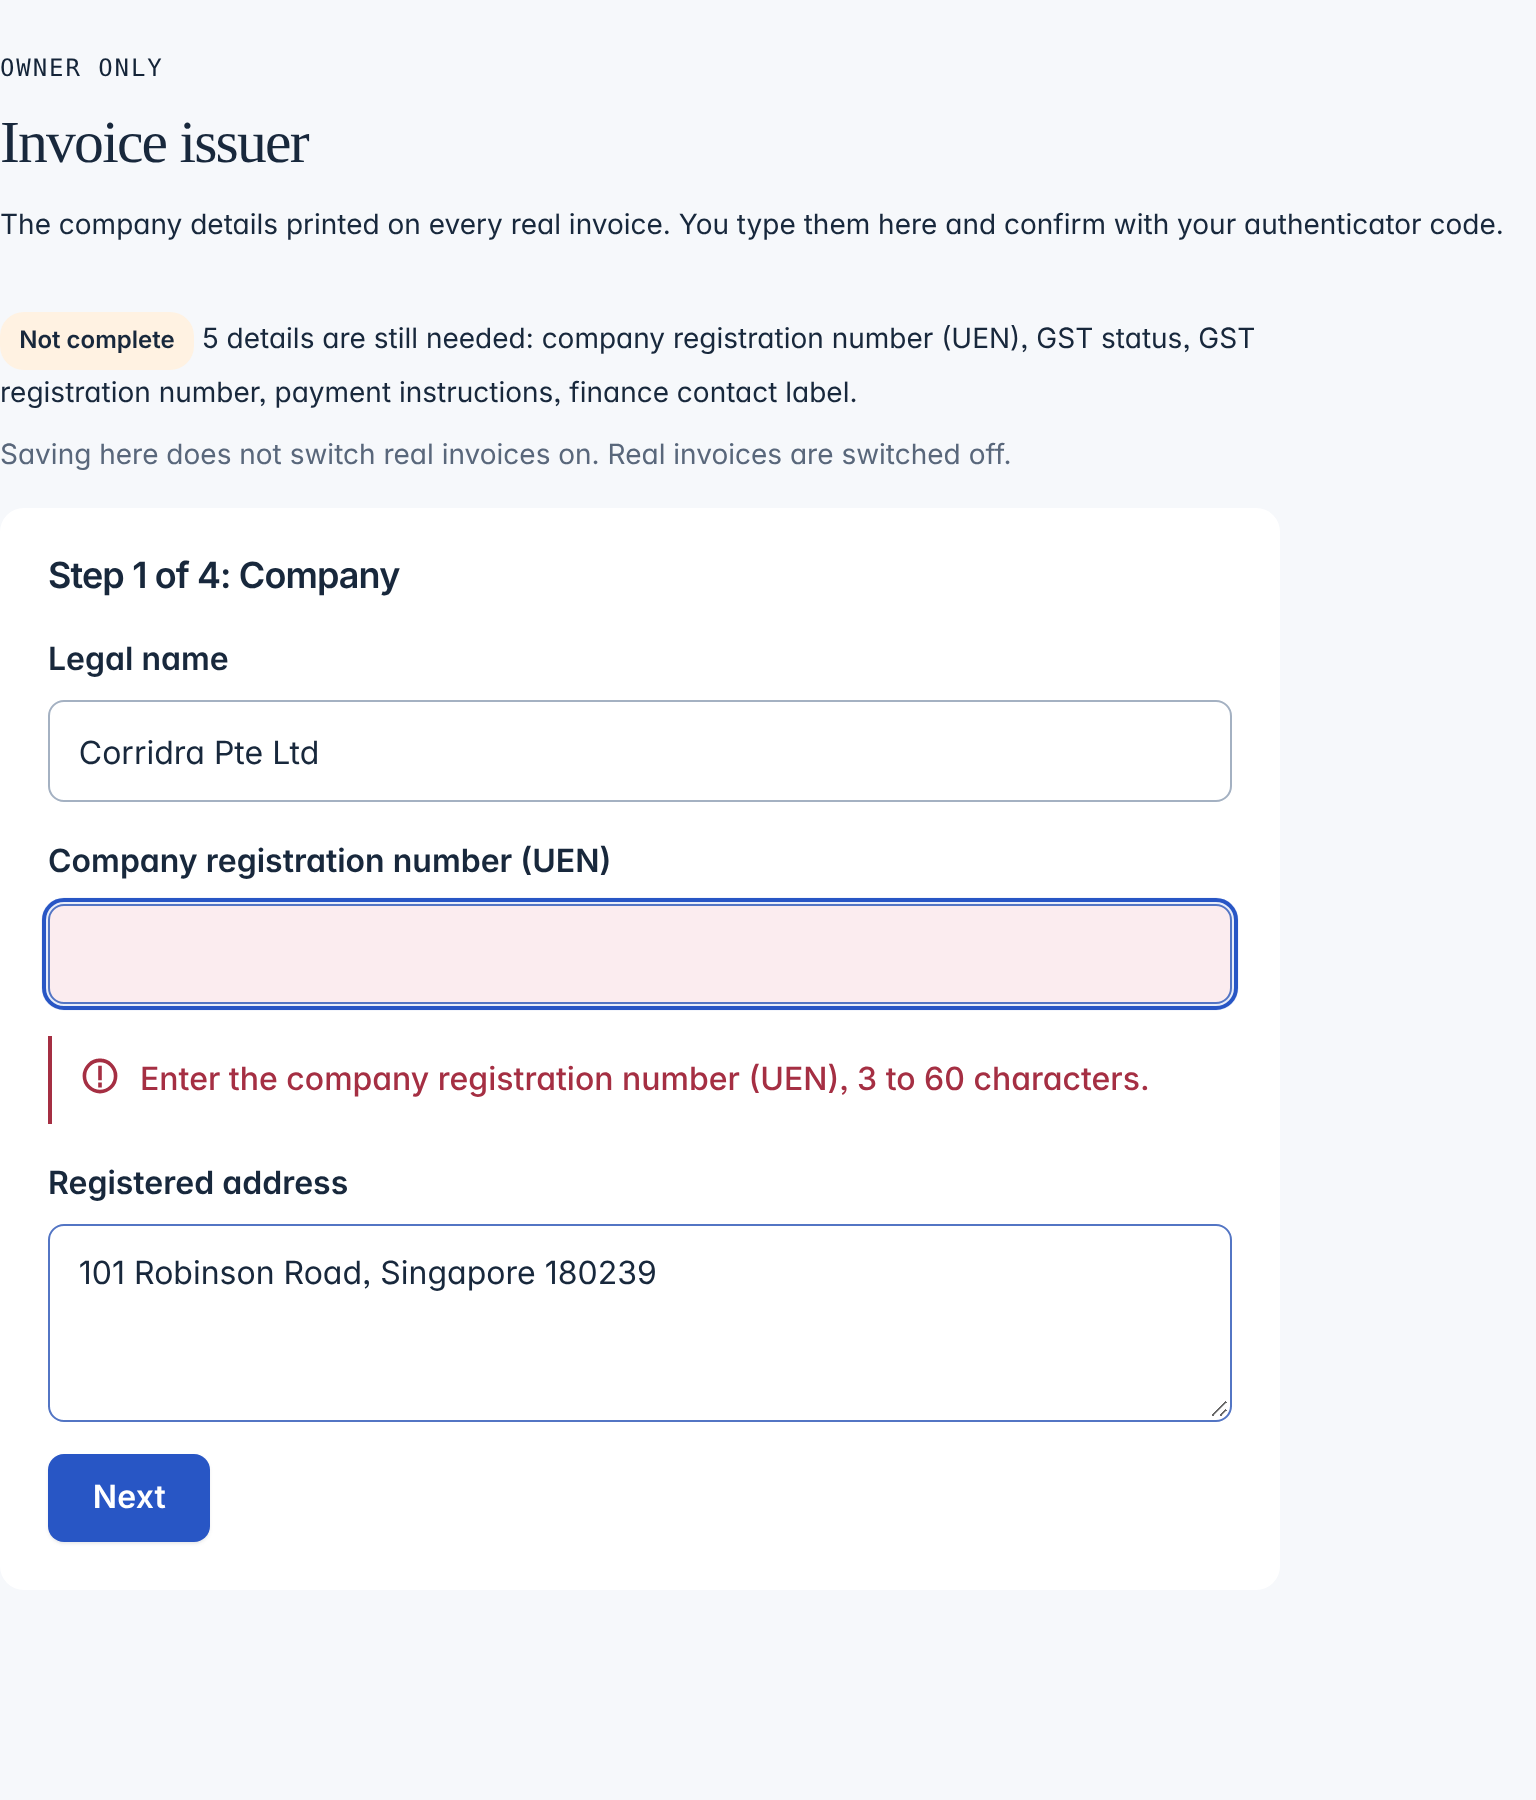 OWNER ONLY
Invoice issuer
The company details printed on every real invoice. You type them here and confirm with your authenticator code.
Not complete 5 details are still needed: company registration number (UEN), GST status, GST
registration number, payment instructions, finance contact label.
Saving here does not switch real invoices on. Real invoices are switched off.
Step 1 of 4: Company
Legal name
Corridra Pte Ltd
Company registration number (UEN)
Enter the company registration number (UEN), 3 to 60 characters.
Registered address
101 Robinson Road, Singapore 180239
Next